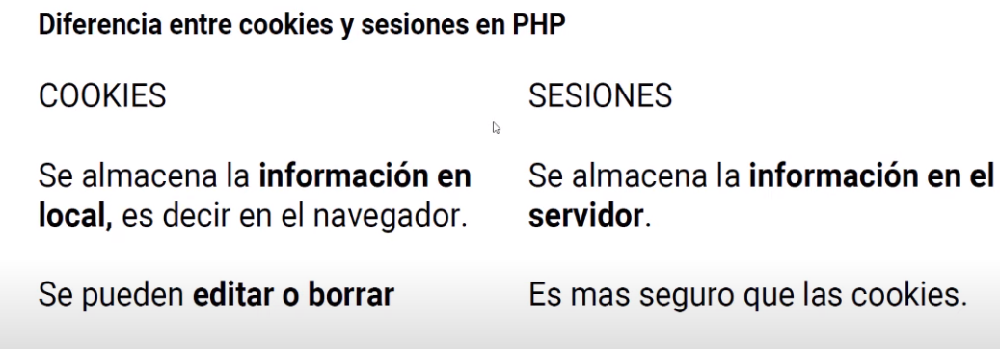 Diferencia entre cookies y sesiones en PHP
COOKIES
Se almacena la información en
local, es decir en el navegador.
Se pueden editar o borrar
SESIONES
Se almacena la información en el
servidor.
Es mas seguro que las cookies.